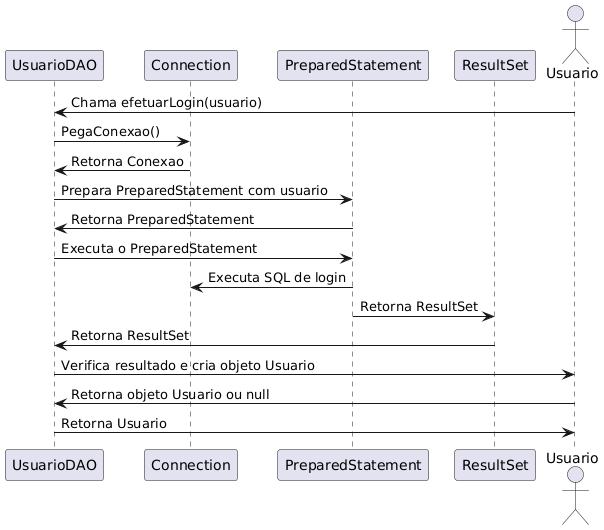 UsuarioDAO
Connection
PreparedStatement
ResultSet
Usuario
Chama efetuarLogin(usuario)
PegaConexao()
Retorna Conexao
Prepara PreparedStatement com usuario
Retorna PreparedStatement
Executa o PreparedStatement
Executa SQL de login
Retorna ResultSet
Retorna ResultSet
Verifica resultado e cria objeto Usuario
Retorna objeto Usuario ou null
Retorna Usuario
UsuarioDAO
Connection
PreparedStatement
ResultSet
Usuario